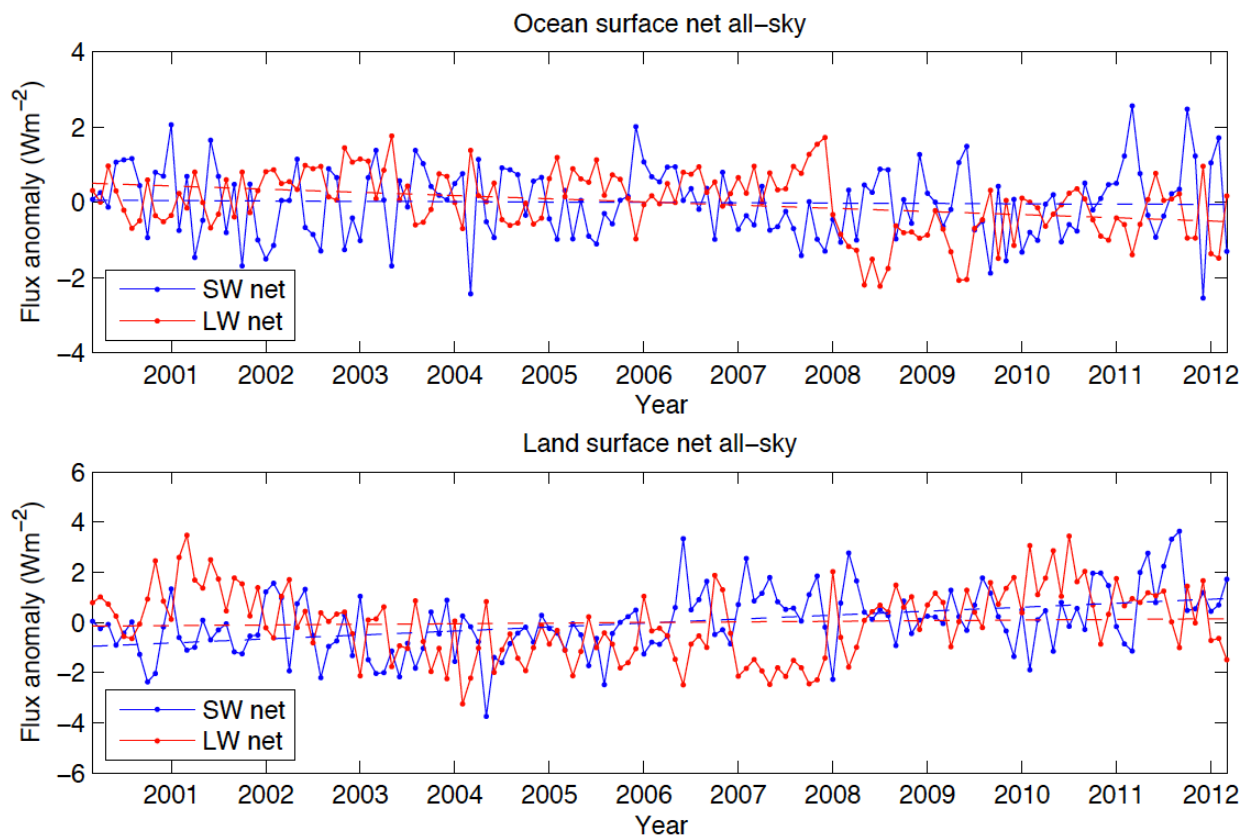 Ocean surface net all−sky
4
2
0
−2
−4
Flux anomaly (Wm−2)
SW net
LW net
2001 2002 2003 2004 2005 2006 2007 2008 2009 2010 2011 2012
Year
Land surface net all−sky
6
4
2
0
−2
−4
−6
Flux anomaly (Wm−2)
SW net
LW net
2001 2002 2003 2004 2005 2006 2007 2008 2009 2010 2011 2012
Year